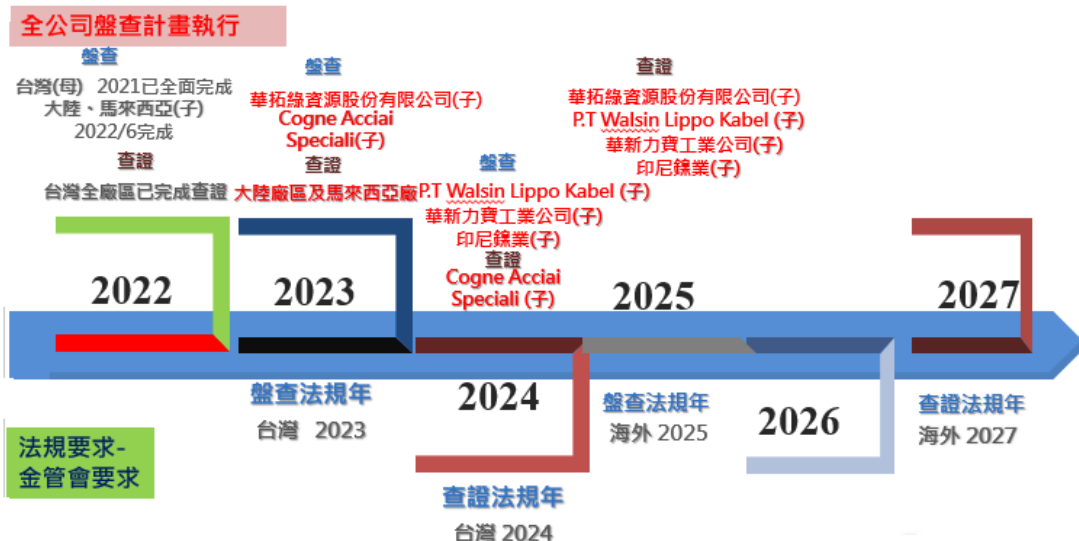 全公司盤查計畫執行
盤查
台灣(母) 2021已全面完成
大陸、馬來西亞(子)
2022/6完成
查證
台灣全廠區已完成查證
盤查
華拓綠資源股份有限公司(子)
Cogne Acciai
Speciali(子)
查證
大陸廠區及馬來西亞廠
盤查
P.T Walsin Lippo Kabel (子)
華新力寶工業公司(子)
印尼鎳業(子)
查證
Cogne Acciai
Speciali (子)
查證
華拓綠資源股份有限公司(子)
P.T Walsin Lippo Kabel (子)
華新力寶工業公司(子)
印尼鎳業(子)
2022
2023
2024
2025
2026
2027
法規要求-
金管會要求
盤查法規年
台灣 2023
查證法規年
台灣 2024
盤查法規年
海外 2025
查證法規年
海外 2027